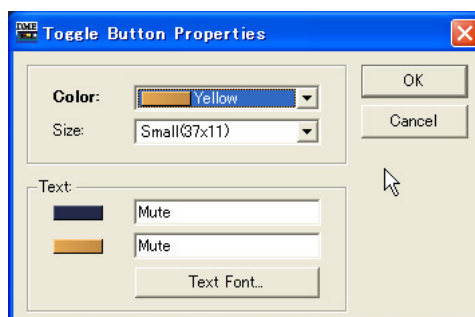 DME
Toggle Button Properties
Color:
Yellow
OK
Size:
Small(37x11)
Cancel
Text:
Mute
Mute
Text Font...